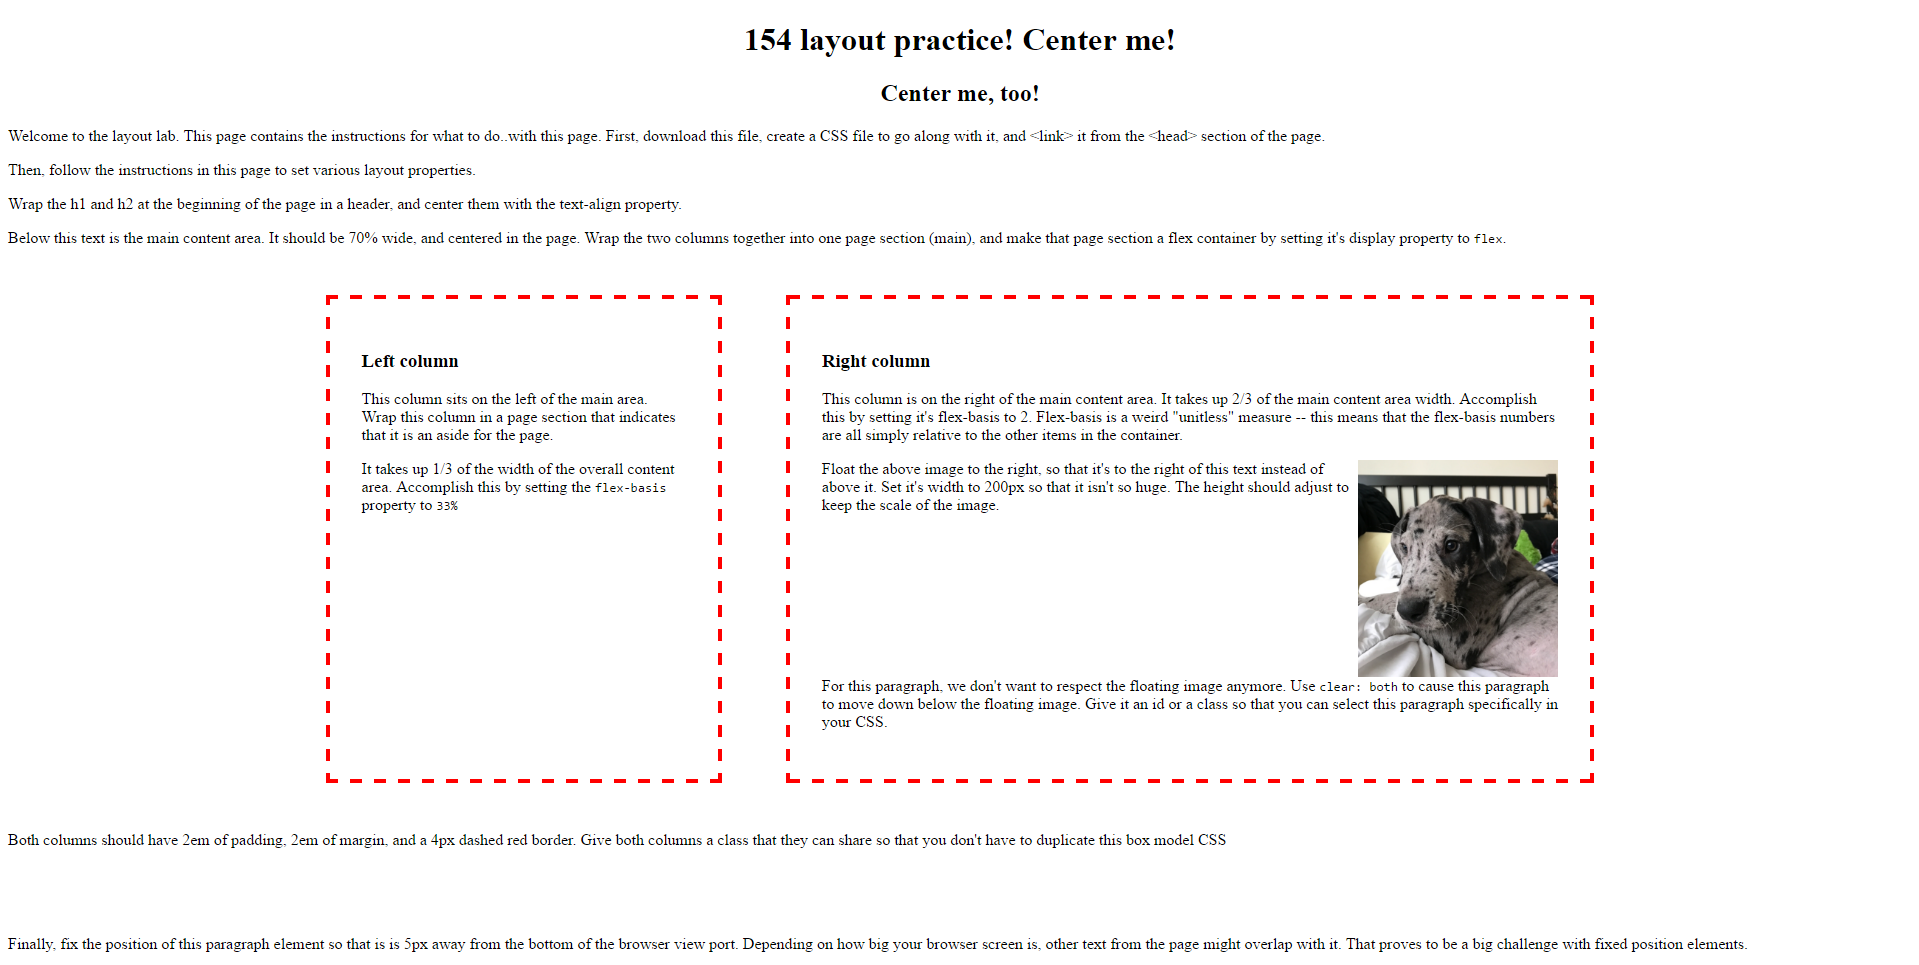 154 layout practice! Center me!
Center me, too!
Welcome to the layout lab. This page contains the instructions for what to do..with this page. First, download this file, create a CSS file to go along with it, and <link> it from the <head> section of the page.
Then, follow the instructions in this page to set various layout properties.
Wrap the h1 and h2 at the beginning of the page in a header, and center them with the text-align property.
Below this text is the main content area. It should be 70% wide, and centered in the page. Wrap the two columns together into one page section (main), and make that page section a flex container by setting it's display property to flex.
Left column
This column sits on the left of the main area.
Wrap this column in a page section that indicates
that it is an aside for the page.
It takes up 1/3 of the width of the overall content
area. Accomplish this by setting the flex-basis
property to 33%
Right column
This column is on the right of the main content area. It takes up 2/3 of the main content area width. Accomplish
this by setting it's flex-basis to 2. Flex-basis is a weird "unitless" measure -- this means that the flex-basis numbers
are all simply relative to the other items in the container.
Float the above image to the right, so that it's to the right of this text instead of
above it. Set it's width to 200px so that it isn't so huge. The height should adjust to
keep the scale of the image.
For this paragraph, we don't want to respect the floating image anymore. Use clear: both to cause this paragraph
to move down below the floating image. Give it an id or a class so that you can select this paragraph specifically in
your CSS.
Both columns should have 2em of padding, 2em of margin, and a 4px dashed red border. Give both columns a class that they can share so that you don't have to duplicate this box model CSS
Finally, fix the position of this paragraph element so that is is 5px away from the bottom of the browser view port. Depending on how big your browser screen is, other text from the page might overlap with it. That proves to be a big challenge with fixed position elements.